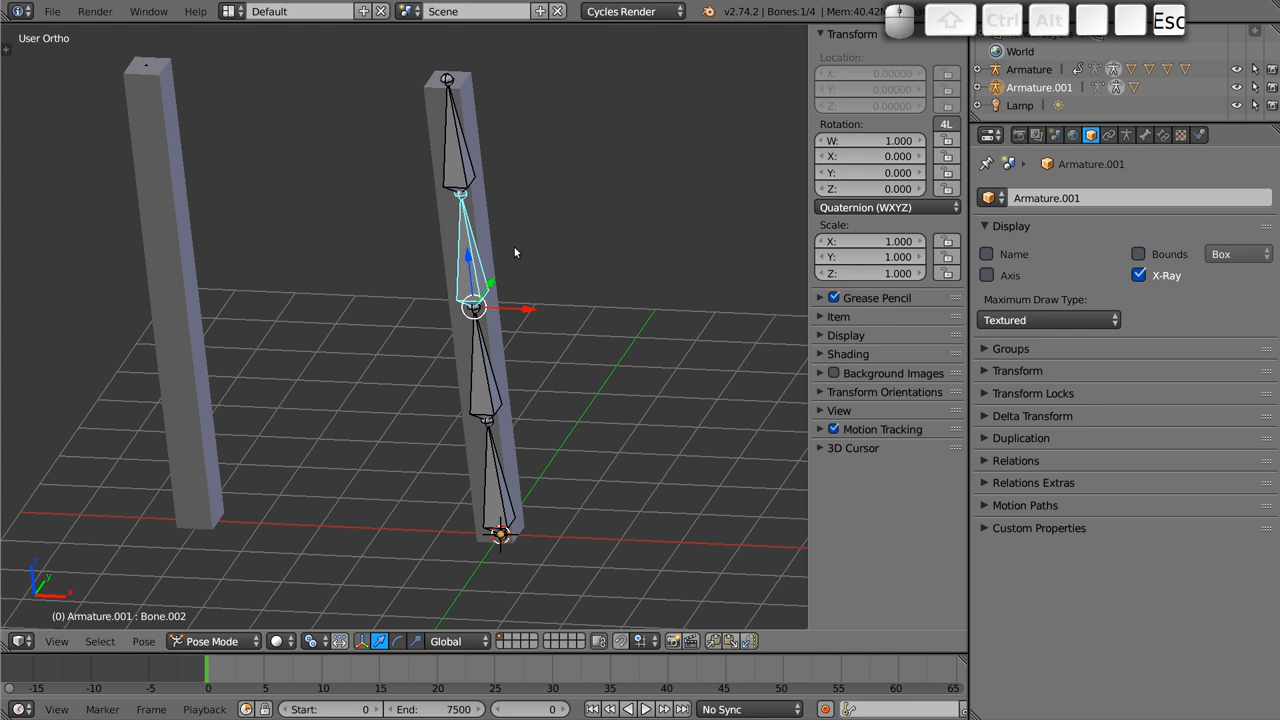 File Render Window Help Default Scene Cycles Render v2.74.2 | Bones:1/4 | Mem:40.42
Ctrl Alt Esc
User Ortho
Transform
Location:
X: 0.00000
Y: 0.00000
Z: 0.00000
Rotation: 4L
W: 1.000
X: 0.000
Y: 0.000
Z: 0.000
Quaternion (WXYZ)
Scale:
X: 1.000
Y: 1.000
Z: 1.000
Grease Pencil
Item
Display
Shading
Background Images
Transform Orientations
View
Motion Tracking
3D Cursor
World
Armature
Armature.001
Lamp
Armature.001
Armature.001
Display
Name Bounds Box
Axis X-Ray
Maximum Draw Type:
Textured
Groups
Transform
Transform Locks
Delta Transform
Duplication
Relations
Relations Extras
Motion Paths
Custom Properties
z
y
x
(0) Armature.001 : Bone.002
View Select Pose Pose Mode Global
-15 -10 -5 0 5 10 15 20 25 30 35 40 45 50 55 60 65
View Marker Frame Playback Start: 0 End: 7500 0 No Sync